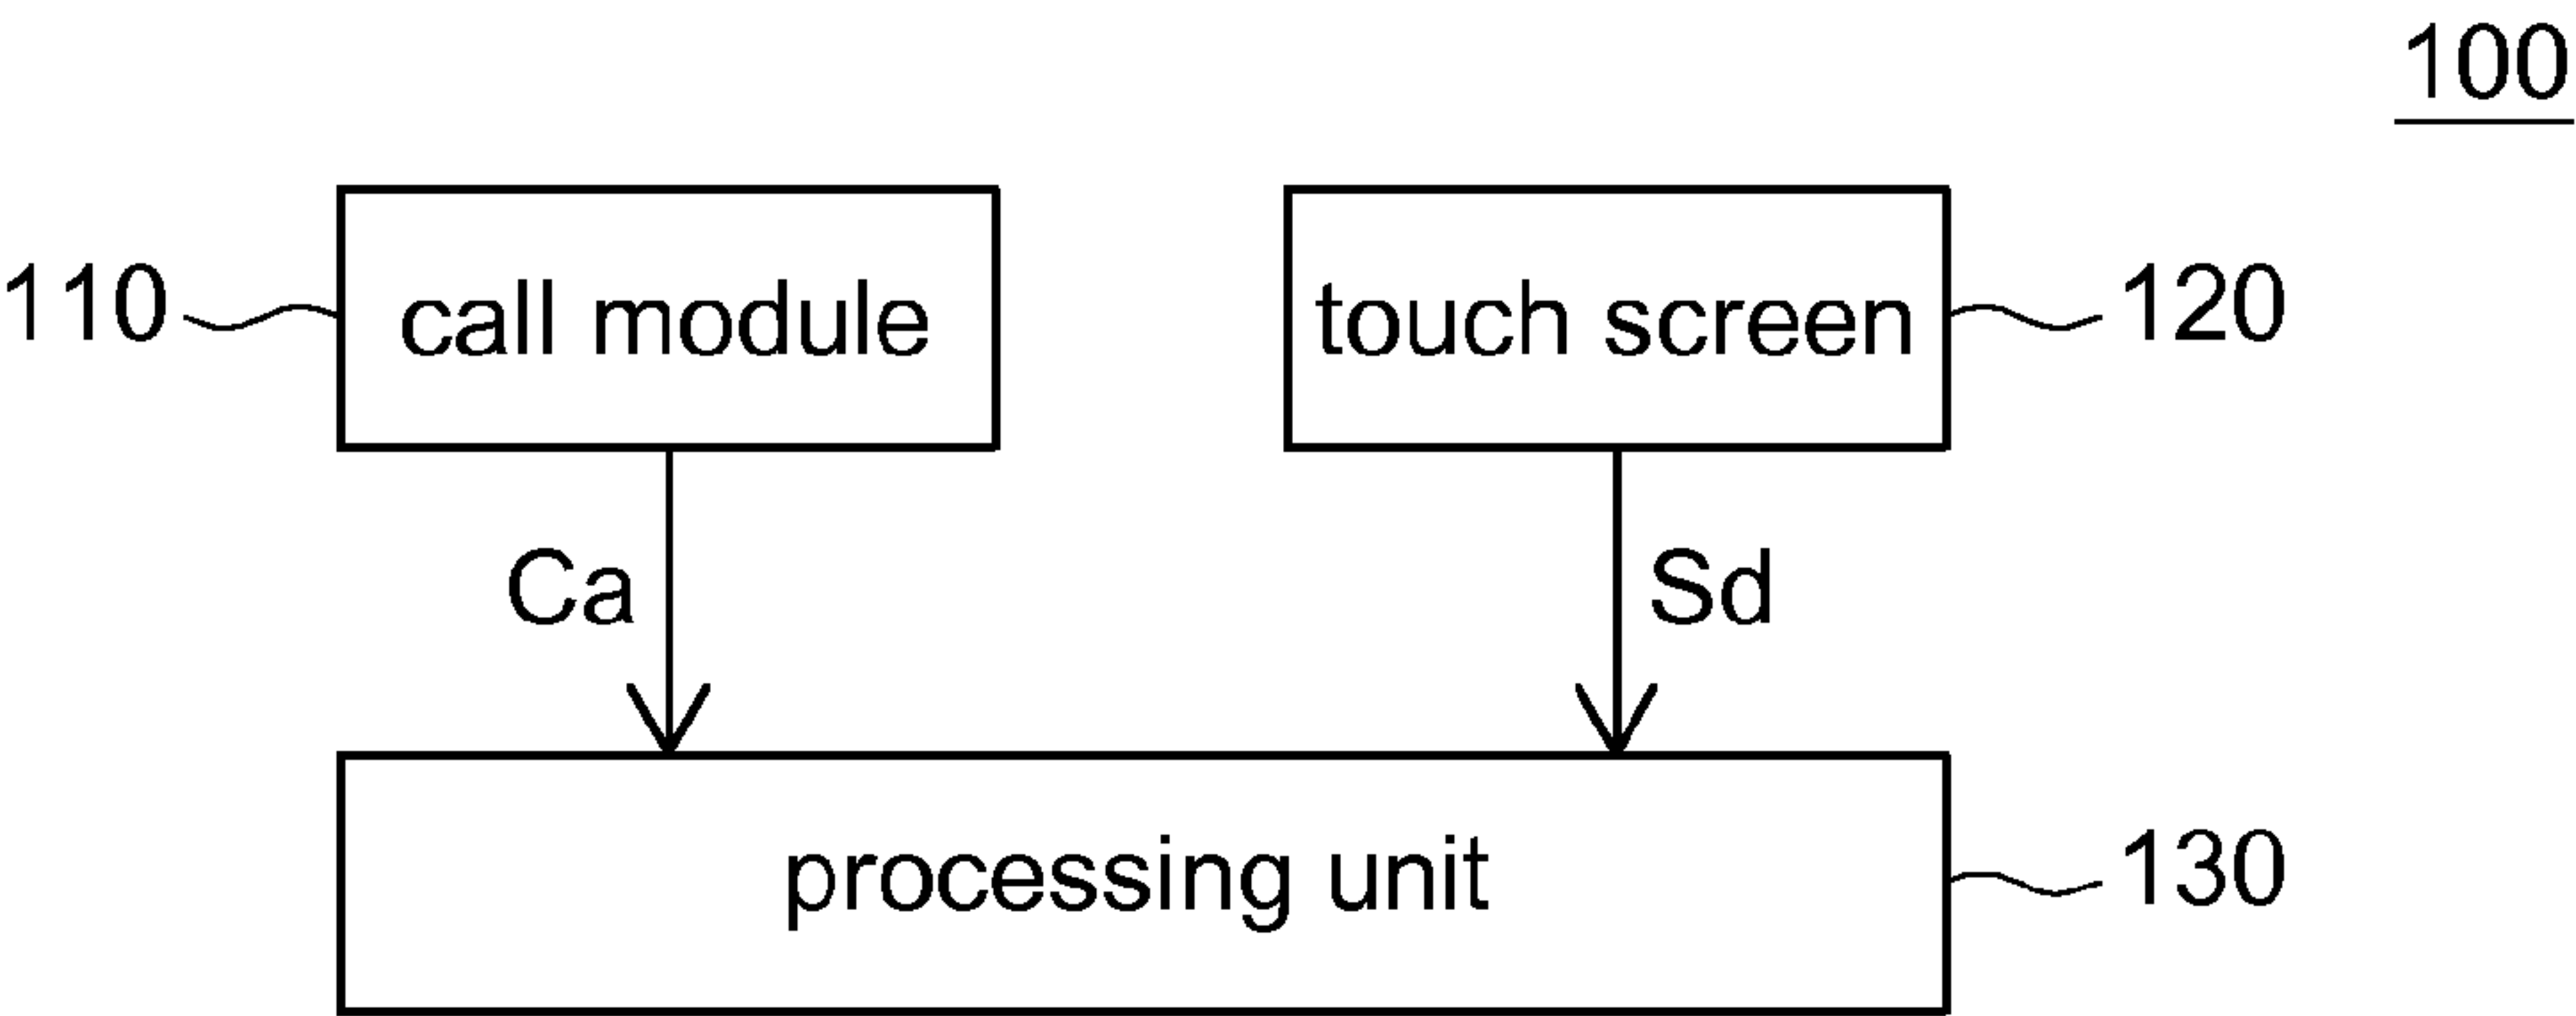 100
110
call module
touch screen
120
Ca
Sd
processing unit
130